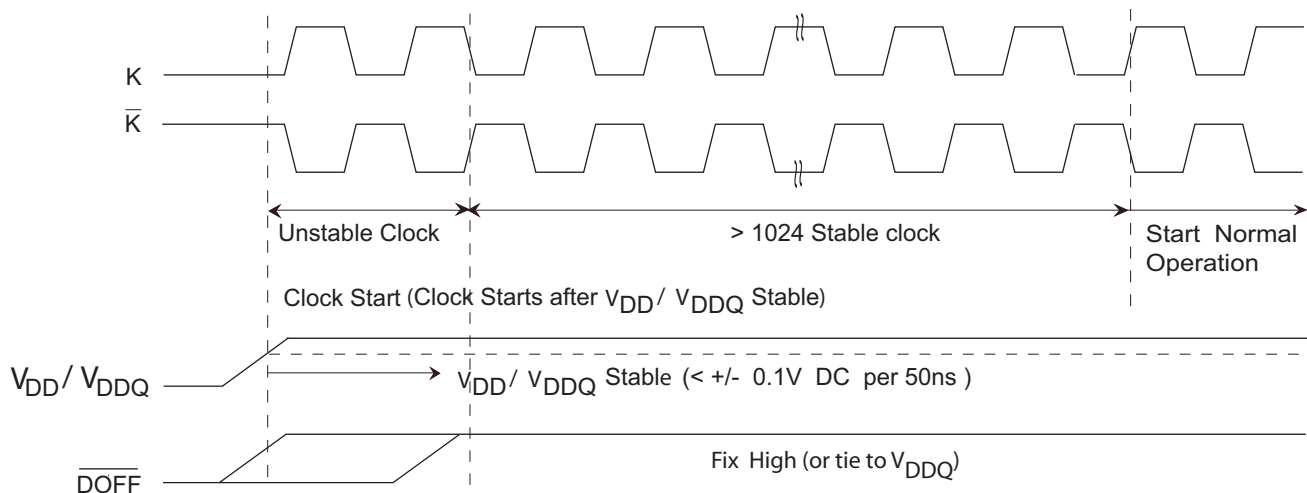 K
K̅
Unstable Clock
> 1024 Stable clock
Start Normal
Operation
Clock Start (Clock Starts after VDD / VDDQ Stable)
VDD / VDDQ
VDD / VDDQ Stable (< +/- 0.1V DC per 50ns )
Fix High (or tie to VDDQ)
D̅O̅F̅F̅